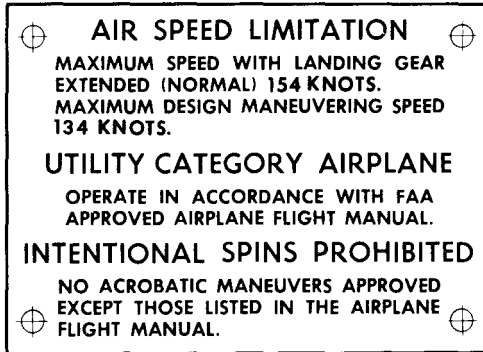 AIR SPEED LIMITATION
MAXIMUM SPEED WITH LANDING GEAR
EXTENDED (NORMAL) 154 KNOTS.
MAXIMUM DESIGN MANEUVERING SPEED
134 KNOTS.
UTILITY CATEGORY AIRPLANE
OPERATE IN ACCORDANCE WITH FAA
APPROVED AIRPLANE FLIGHT MANUAL.
INTENTIONAL SPINS PROHIBITED
NO ACROBATIC MANEUVERS APPROVED
EXCEPT THOSE LISTED IN THE AIRPLANE
FLIGHT MANUAL.